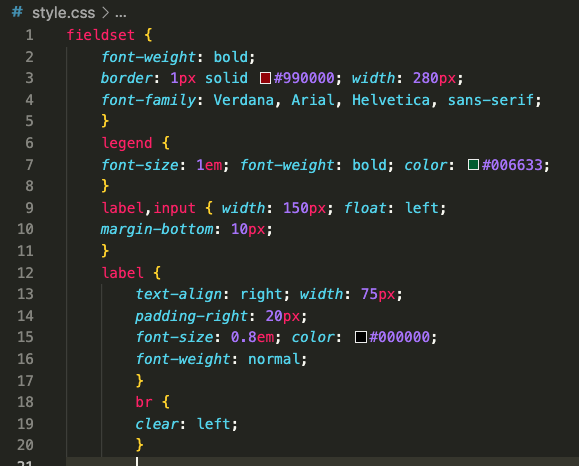 # style.css > ...
1 fieldset {
2 font-weight: bold;
3 border: 1px solid #990000; width: 280px;
4 font-family: Verdana, Arial, Helvetica, sans-serif;
5 }
6 legend {
7 font-size: 1em; font-weight: bold; color: #006633;
8 }
9 label,input { width: 150px; float: left;
10 margin-bottom: 10px;
11 }
12 label {
13 text-align: right; width: 75px;
14 padding-right: 20px;
15 font-size: 0.8em; color: #000000;
16 font-weight: normal;
17 }
18 br {
19 clear: left;
20 }
21